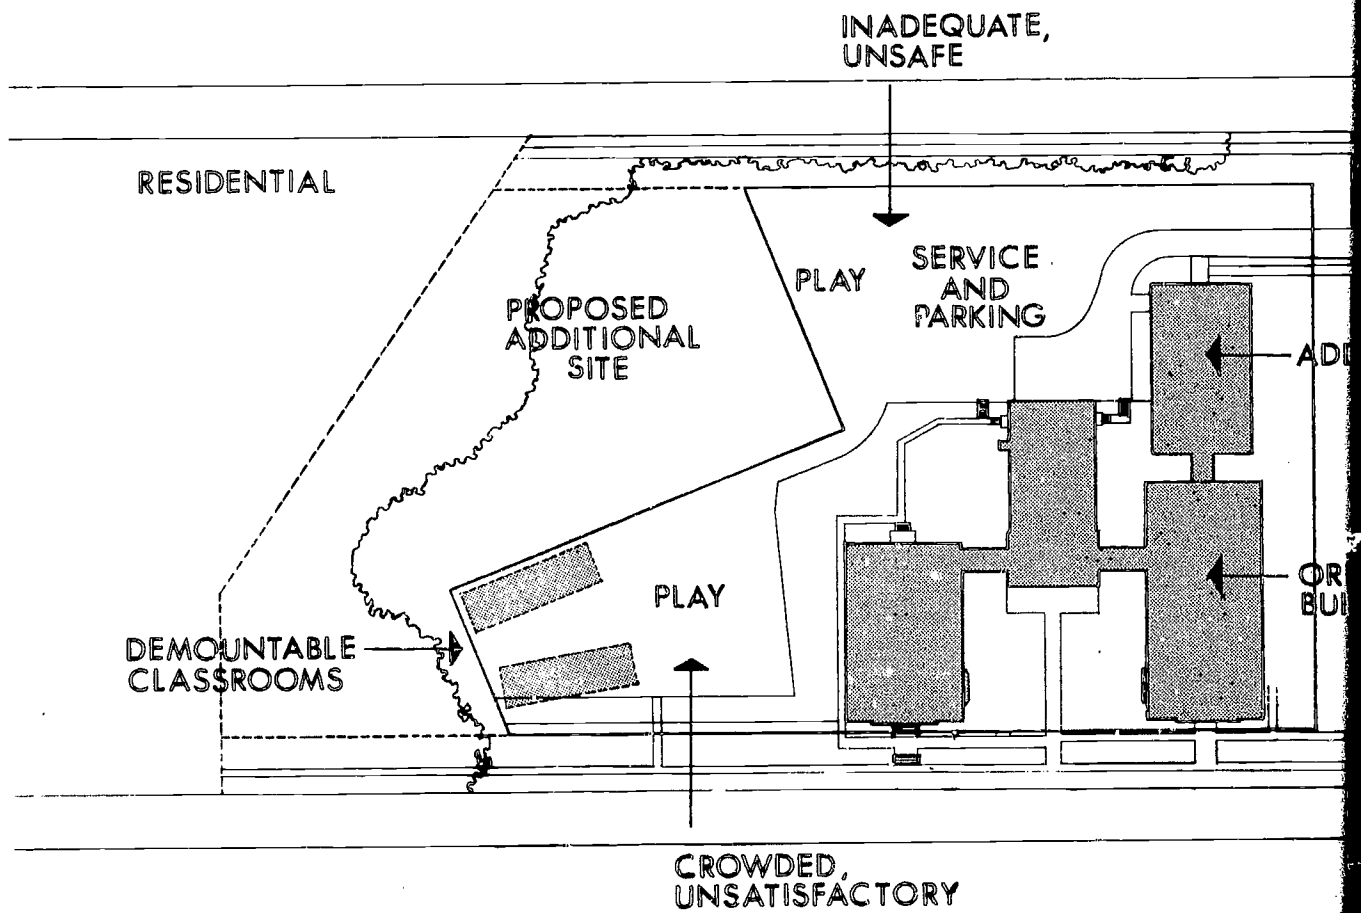 INADEQUATE,
UNSAFE
RESIDENTIAL
PLAY
SERVICE
AND
PARKING
PROPOSED
ADDITIONAL
SITE
PLAY
DEMOUNTABLE
CLASSROOMS
CROWDED,
UNSATISFACTORY